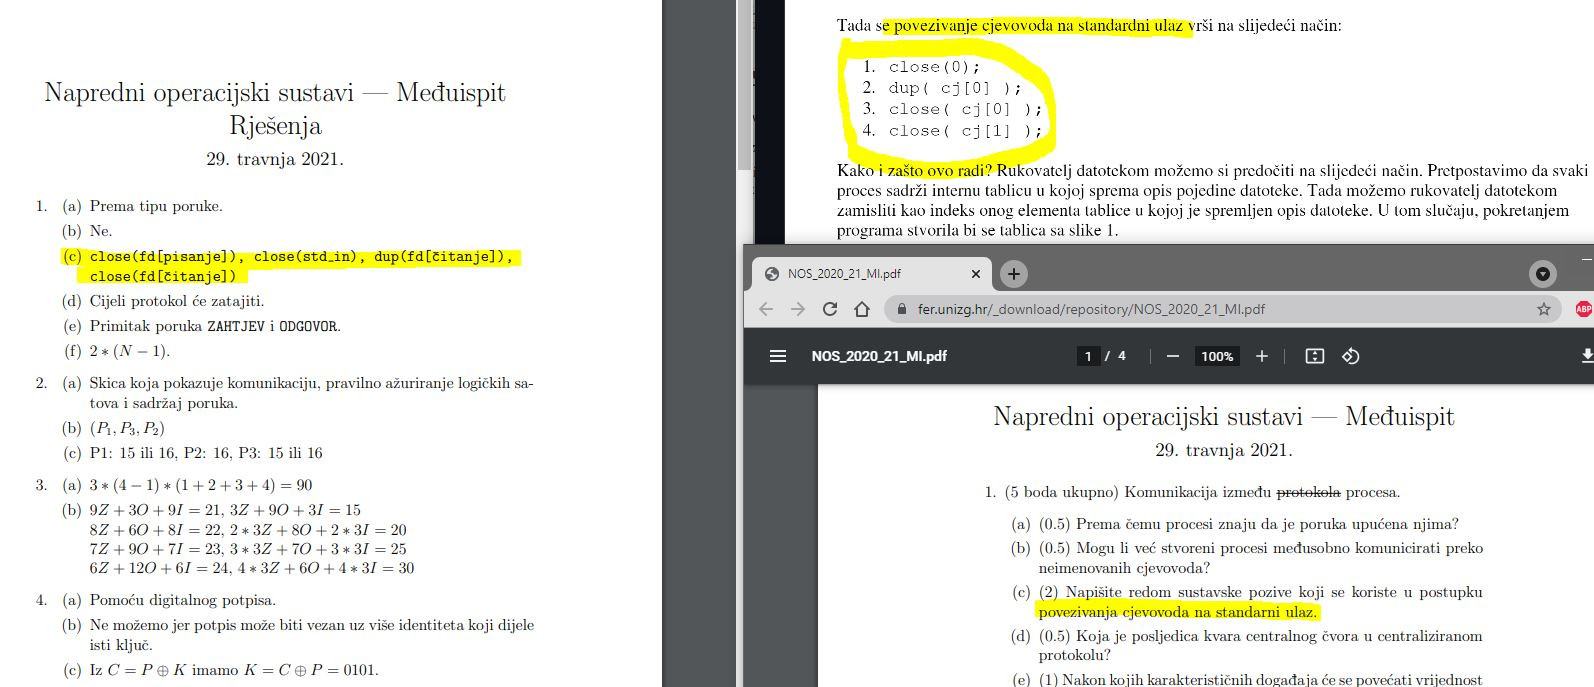 Napredni operacijski sustavi — Međuispit
Rješenja
29. travnja 2021.
1. (a) Prema tipu poruke.
(b) Ne.
(c) close(fd[pisanje]), close(std_in), dup(fd[čitanje]),
close(fd[čitanje])
(d) Cijeli protokol će zatajiti.
(e) Primitak poruka ZAHTJEV i ODGOVOR.
(f) 2 ∗ (N − 1).
2. (a) Skica koja pokazuje komunikaciju, pravilno ažuriranje logičkih sa-
tova i sadržaj poruka.
(b) (P₁, P₃, P₂)
(c) P1: 15 ili 16, P2: 16, P3: 15 ili 16
3. (a) 3 ∗ (4 − 1) ∗ (1 + 2 + 3 + 4) = 90
(b) 9Z + 3O + 9I = 21, 3Z + 9O + 3I = 15
8Z + 6O + 8I = 22, 2 ∗ 3Z + 8O + 2 ∗ 3I = 20
7Z + 9O + 7I = 23, 3 ∗ 3Z + 7O + 3 ∗ 3I = 25
6Z + 12O + 6I = 24, 4 ∗ 3Z + 6O + 4 ∗ 3I = 30
4. (a) Pomoću digitalnog potpisa.
(b) Ne možemo jer potpis može biti vezan uz više identiteta koji dijele
isti ključ.
(c) Iz C = P ⊕ K imamo K = C ⊕ P = 0101.
Tada se povezivanje cjevovoda na standardni ulaz vrši na slijedeći način:
1. close(0);
2. dup( cj[0] );
3. close( cj[0] );
4. close( cj[1] );
Kako i zašto ovo radi? Rukovatelj datotekom možemo si predočiti na slijedeći način. Pretpostavimo da svaki
proces sadrži internu tablicu u kojoj sprema opis pojedine datoteke. Tada možemo rukovatelj datotekom
zamisliti kao indeks onog elementa tablice u kojoj je spremljen opis datoteke. U tom slučaju, pokretanjem
programa stvorila bi se tablica sa slike 1.
NOS_2020_21_MI.pdf
fer.unizg.hr/_download/repository/NOS_2020_21_MI.pdf
ABP
NOS_2020_21_MI.pdf 1 / 4 100%
Napredni operacijski sustavi — Međuispit
29. travnja 2021.
1. (5 boda ukupno) Komunikacija između protokola procesa.
(a) (0.5) Prema čemu procesi znaju da je poruka upućena njima?
(b) (0.5) Mogu li već stvoreni procesi međusobno komunicirati preko
neimenovanih cjevovoda?
(c) (2) Napišite redom sustavske pozive koji se koriste u postupku
povezivanja cjevovoda na standarni ulaz.
(d) (0.5) Koja je posljedica kvara centralnog čvora u centraliziranom
protokolu?
(e) (1) Nakon kojih karakterističnih događaja će se povećati vrijednost